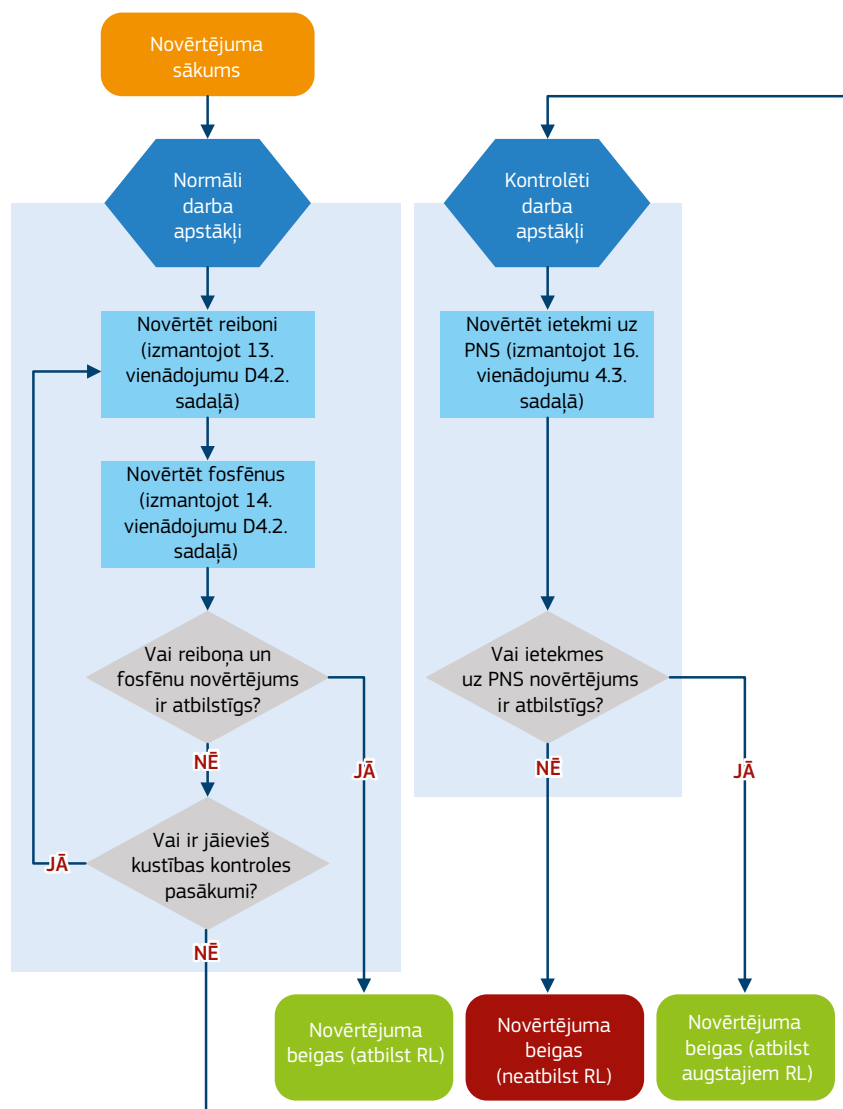 Novērtējuma
sākums
Normāli
darba
apstākļi
Novērtēt reiboni
(izmantojot 13.
vienādojumu D4.2.
sadaļā)
Novērtēt fosfēnus
(izmantojot 14.
vienādojumu D4.2.
sadaļā)
Vai reiboņa un
fosfēnu novērtējums
ir atbilstīgs?
NĒ
JĀ
Vai ir jāievieš
kustības kontroles
pasākumi?
JĀ
NĒ
Novērtējuma
beigas (atbilst RL)
Kontrolēti
darba
apstākļi
Novērtēt ietekmi uz
PNS (izmantojot 16.
vienādojumu 4.3.
sadaļā)
Vai ietekmes
uz PNS novērtējums
ir atbilstīgs?
NĒ
JĀ
Novērtējuma
beigas
(neatbilst RL)
Novērtējuma
beigas (atbilst
augstajiem RL)